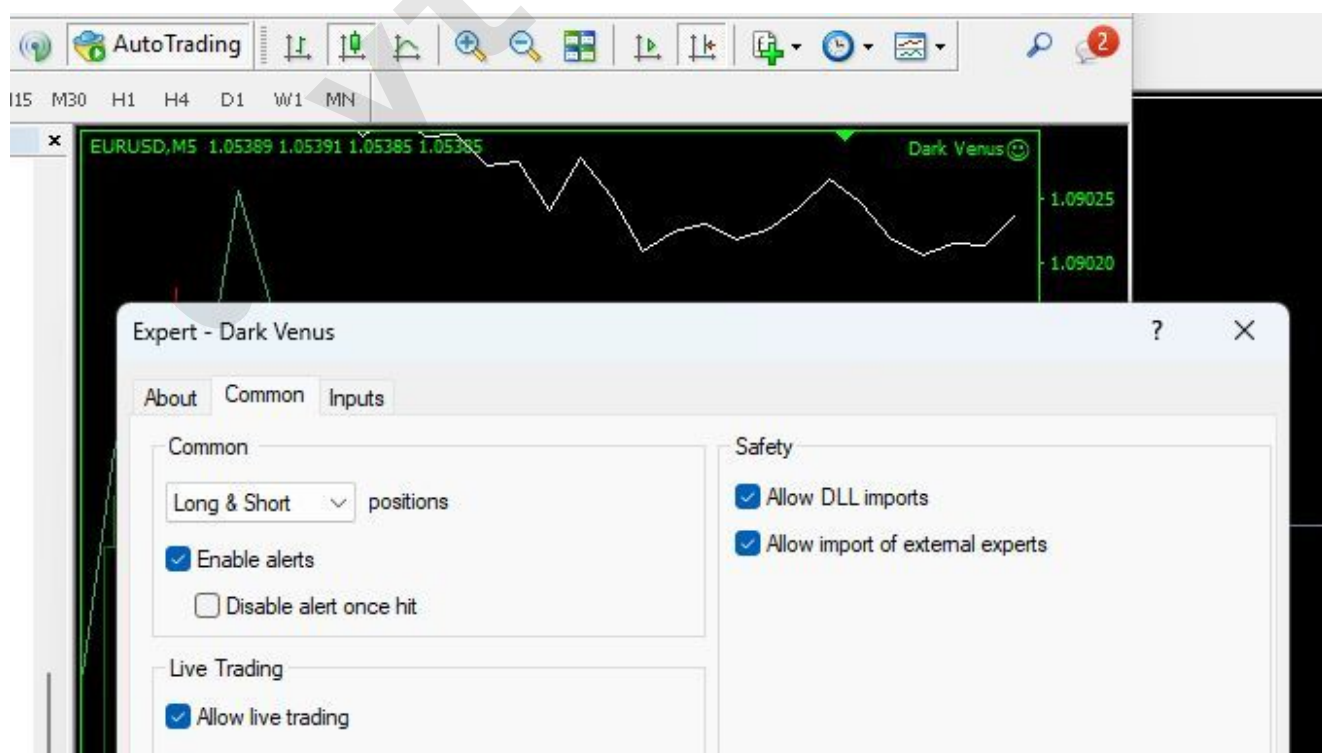 AutoTrading
2
M30 H1 H4 D1 W1 MN
EURUSD,M5 1.05389 1.05391 1.05385 1.05385
Dark Venus
1.09025
1.09020
Expert - Dark Venus
? 
About Common Inputs
Common
Long & Short positions
Enable alerts
Disable alert once hit
Live Trading
Allow live trading
Safety
Allow DLL imports
Allow import of external experts